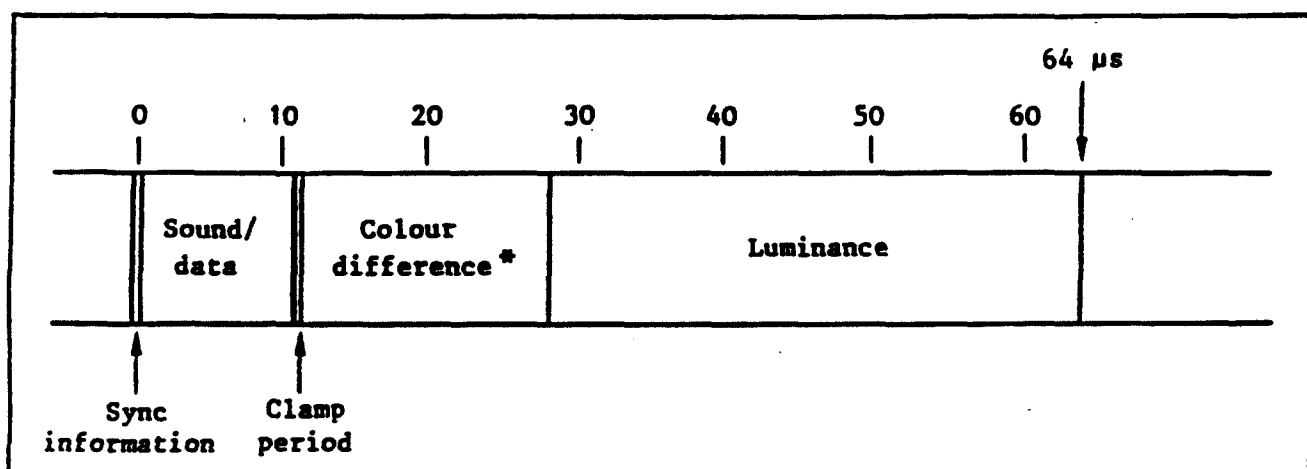 64 µs
0 10 20 30 40 50 60
Sound/
data
Colour
difference*
Luminance
Sync
information
Clamp
period